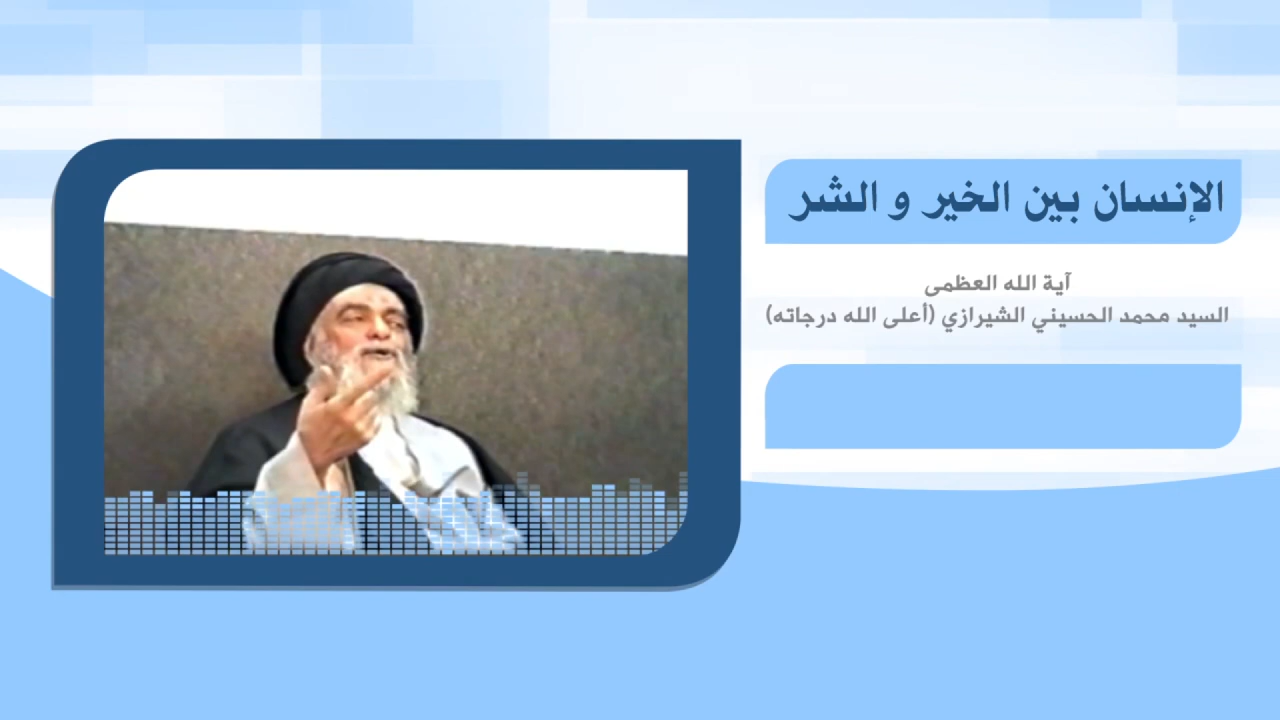 الإنسان بين الخير و الشر
آية الله العظمى
السيد محمد الحسيني الشيرازي (أعلى الله درجاته)